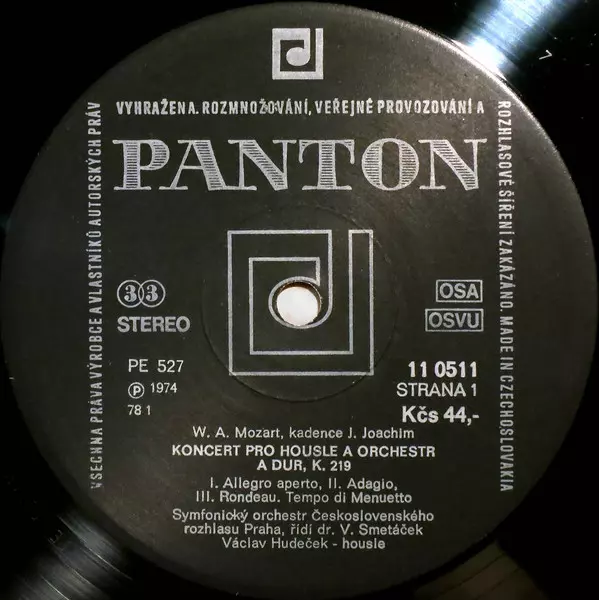 VYHRAŽENA. ROZMNOŽOVÁNÍ, VEŘEJNÉ PROVOZOVÁNÍ A
ROZHLASOVÉ ŠÍŘENÍ ZAKÁZÁNO. MADE IN CZECHOSLOVAKIA
VŠECHNA PRÁVA VÝROBCE A VLASTNÍKŮ AUTORSKÝCH PRÁV
PANTON
33
STEREO
OSA
OSVU
PE 527
Ⓟ 1974
78 1
11 0511
STRANA 1
Kčs 44,-
W. A. Mozart, kadence J. Joachim
KONCERT PRO HOUSLE A ORCHESTR
A DUR, K. 219
I. Allegro aperto, II. Adagio,
III. Rondeau. Tempo di Menuetto
Symfonický orchestr Československého
rozhlasu Praha, řídí dr. V. Smetáček
Václav Hudeček - housle